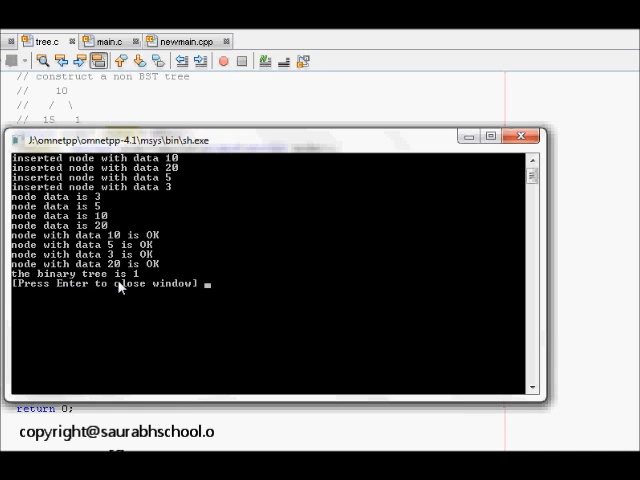 tree.c main.c newmain.cpp
// construct a non BST tree
// 10
// / \
// 15 1
J:\omnetpp\omnetpp-4.1\msys\bin\sh.exe
inserted node with data 10
inserted node with data 20
inserted node with data 5
inserted node with data 3
node data is 3
node data is 5
node data is 10
node data is 20
node with data 10 is OK
node with data 5 is OK
node with data 3 is OK
node with data 20 is OK
the binary tree is 1
[Press Enter to close window]
return 0;
copyright@saurabhschool.o